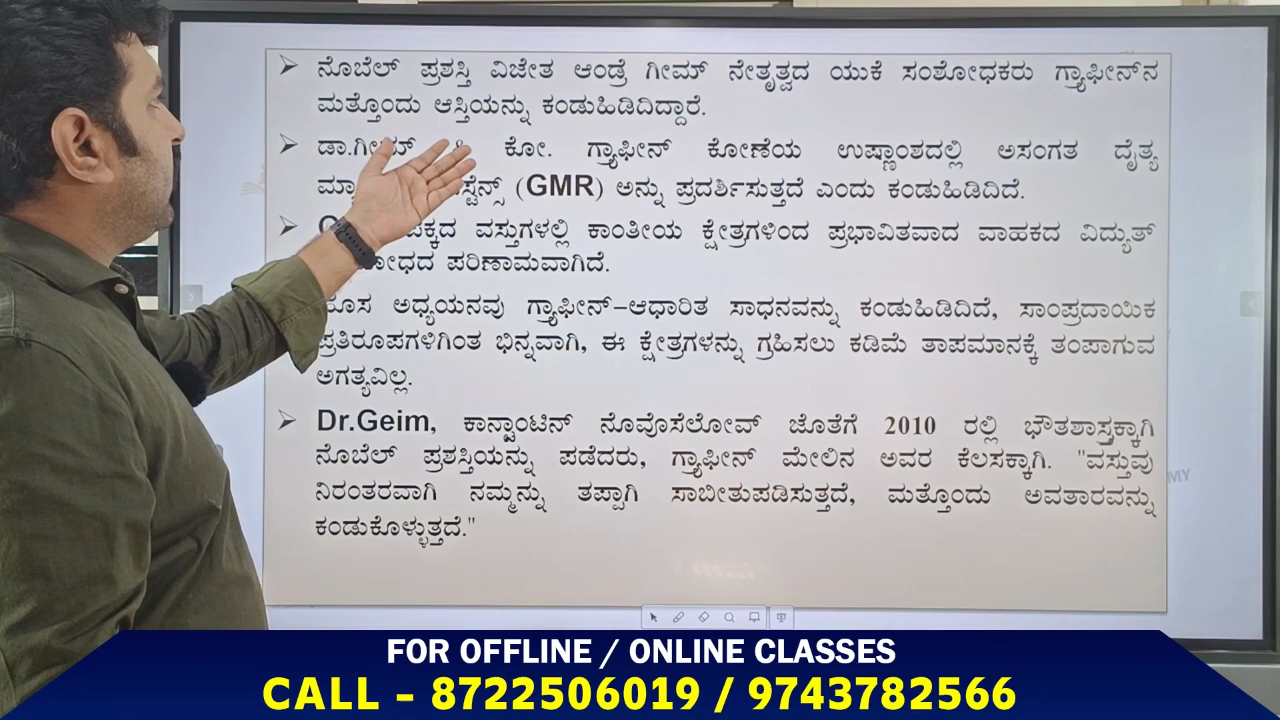 ನೊಬೆಲ್ ಪ್ರಶಸ್ತಿ ವಿಜೇತ ಆಂಡ್ರೆ ಗೀಮ್ ನೇತೃತ್ವದ ಯುಕೆ ಸಂಶೋಧಕರು ಗ್ರ್ಯಾಫೀನ್‌ನ
ಮತ್ತೊಂದು ಆಸ್ತಿಯನ್ನು ಕಂಡುಹಿಡಿದಿದ್ದಾರೆ.
ಕೋ. ಗ್ರ್ಯಾಫೀನ್ ಕೋಣೆಯ ಉಷ್ಣಾಂಶದಲ್ಲಿ ಅಸಂಗತ ದೈತ್ಯ
(GMR) ಅನ್ನು ಪ್ರದರ್ಶಿಸುತ್ತದೆ ಎಂದು ಕಂಡುಹಿಡಿದಿದೆ.
ವಸ್ತುಗಳಲ್ಲಿ ಕಾಂತೀಯ ಕ್ಷೇತ್ರಗಳಿಂದ ಪ್ರಭಾವಿತವಾದ ವಾಹಕದ ವಿದ್ಯುತ್
ಪರಿಣಾಮವಾಗಿದೆ.
ಹೊಸ ಅಧ್ಯಯನವು ಗ್ರ್ಯಾಫೀನ್-ಆಧಾರಿತ ಸಾಧನವನ್ನು ಕಂಡುಹಿಡಿದಿದೆ, ಸಾಂಪ್ರದಾಯಿಕ
ಪ್ರತಿರೂಪಗಳಿಗಿಂತ ಭಿನ್ನವಾಗಿ, ಈ ಕ್ಷೇತ್ರಗಳನ್ನು ಗ್ರಹಿಸಲು ಕಡಿಮೆ ತಾಪಮಾನಕ್ಕೆ ತಂಪಾಗುವ
ಅಗತ್ಯವಿಲ್ಲ.
Dr.Geim, ಕಾನ್ಸ್ಟಾಂಟಿನ್ ನೊವೊಸೆಲೋವ್ ಜೊತೆಗೆ 2010 ರಲ್ಲಿ ಭೌತಶಾಸ್ತ್ರಕ್ಕಾಗಿ
ನೊಬೆಲ್ ಪ್ರಶಸ್ತಿಯನ್ನು ಪಡೆದರು, ಗ್ರ್ಯಾಫೀನ್ ಮೇಲಿನ ಅವರ ಕೆಲಸಕ್ಕಾಗಿ. "ವಸ್ತುವು
ನಿರಂತರವಾಗಿ ನಮ್ಮನ್ನು ತಪ್ಪಾಗಿ ಸಾಬೀತುಪಡಿಸುತ್ತದೆ, ಮತ್ತೊಂದು ಅವತಾರವನ್ನು
ಕಂಡುಕೊಳ್ಳುತ್ತದೆ."
FOR OFFLINE / ONLINE CLASSES
CALL – 8722506019 / 9743782566